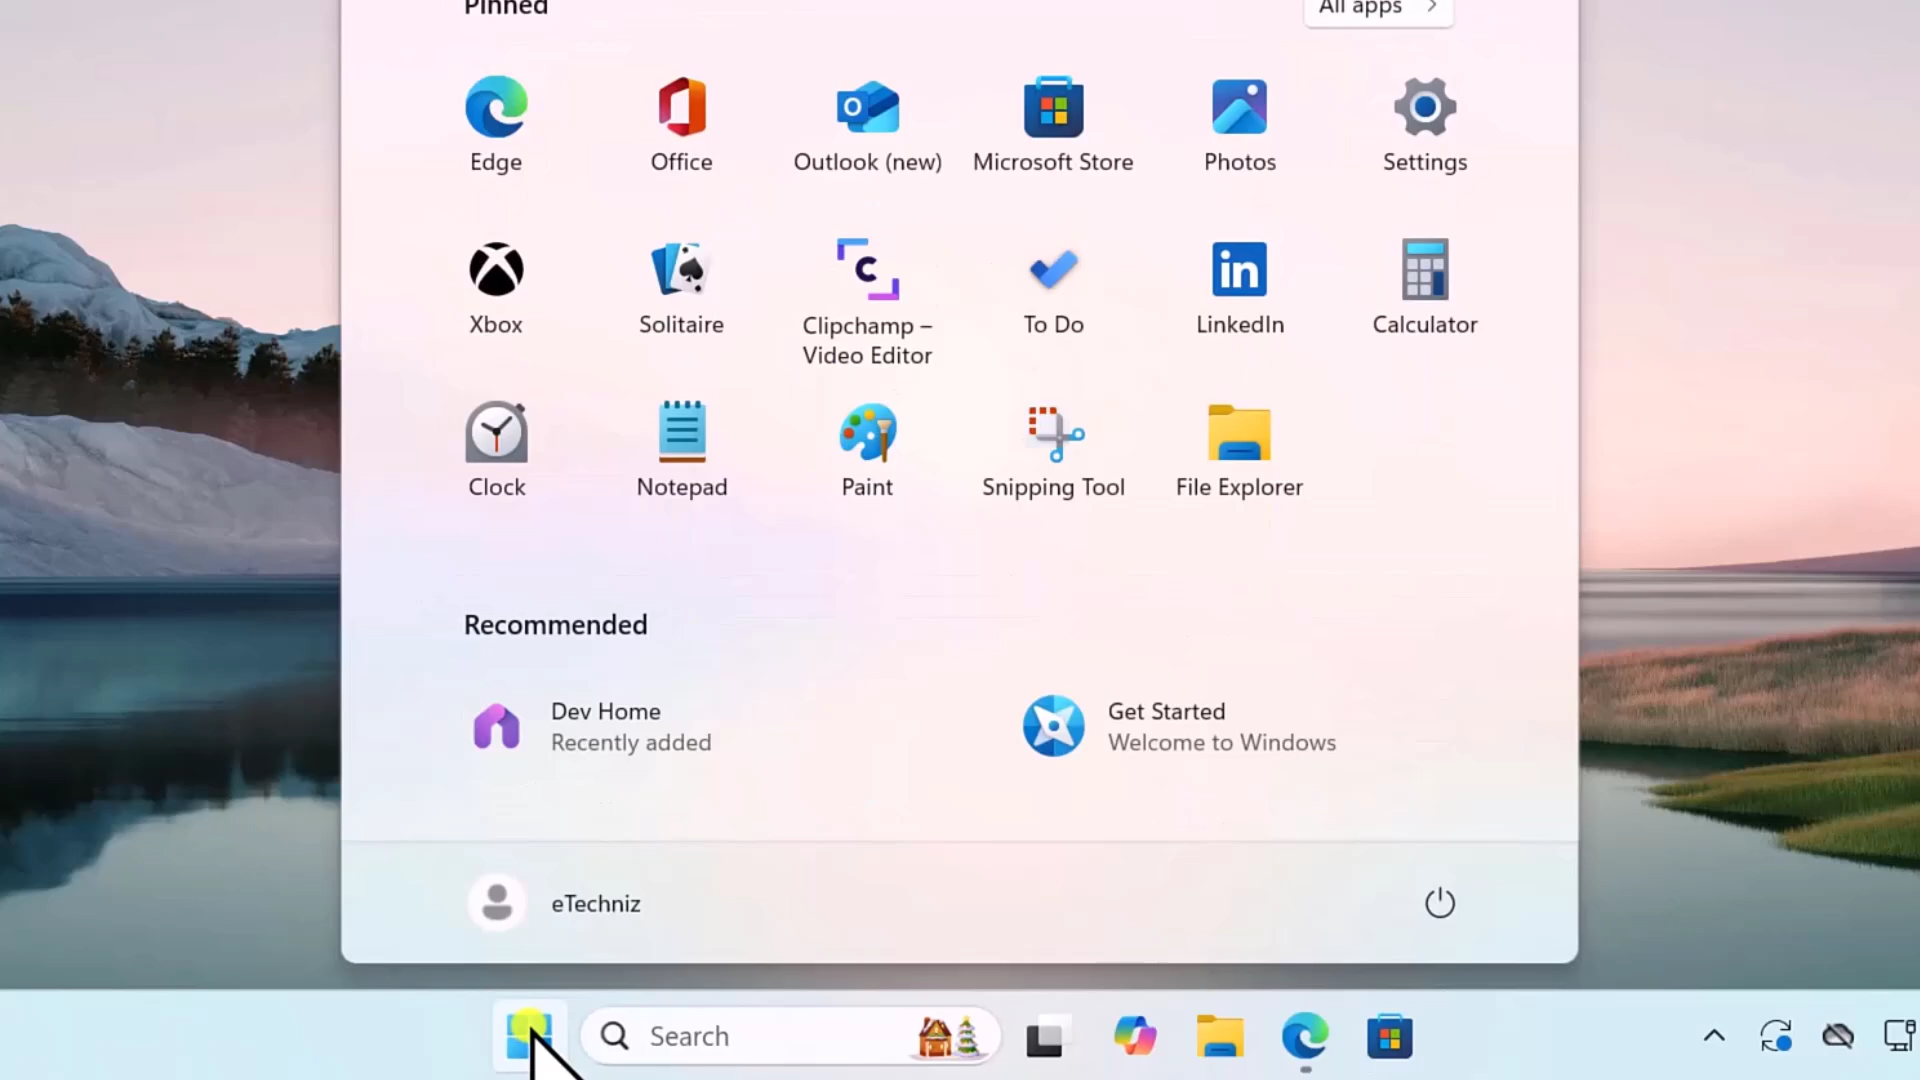 Pinned
All apps
Edge
Office
Outlook (new)
Microsoft Store
Photos
Settings
Xbox
Solitaire
Clipchamp –
Video Editor
To Do
LinkedIn
Calculator
Clock
Notepad
Paint
Snipping Tool
File Explorer
Recommended
Dev Home
Recently added
Get Started
Welcome to Windows
eTechniz
Search